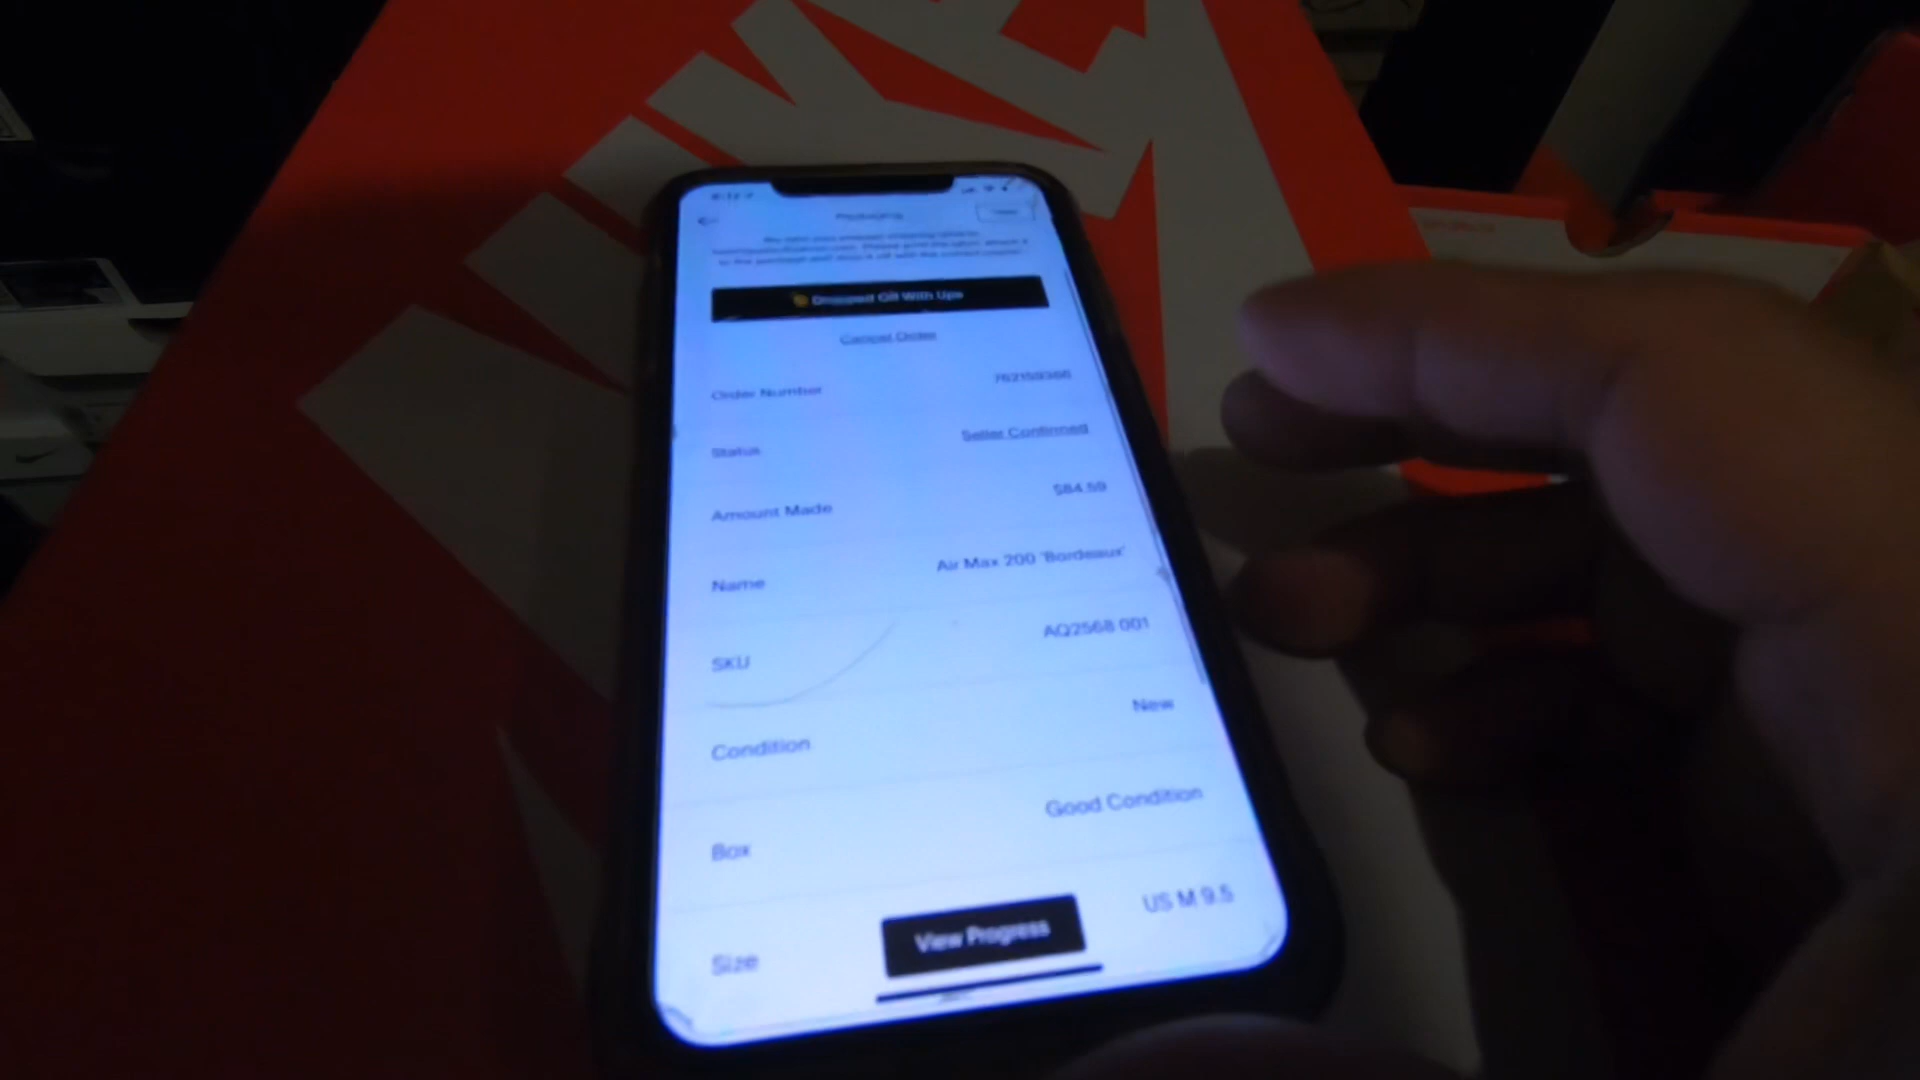 Dropped Off With Ups
Cancel Order
Order Number
Status
Seller Confirmed
Amount Made
$84.59
Name
Air Max 200 'Bordeaux'
SKU
AQ2568 001
Condition
New
Box
Good Condition
Size
US M 9.5
View Progress